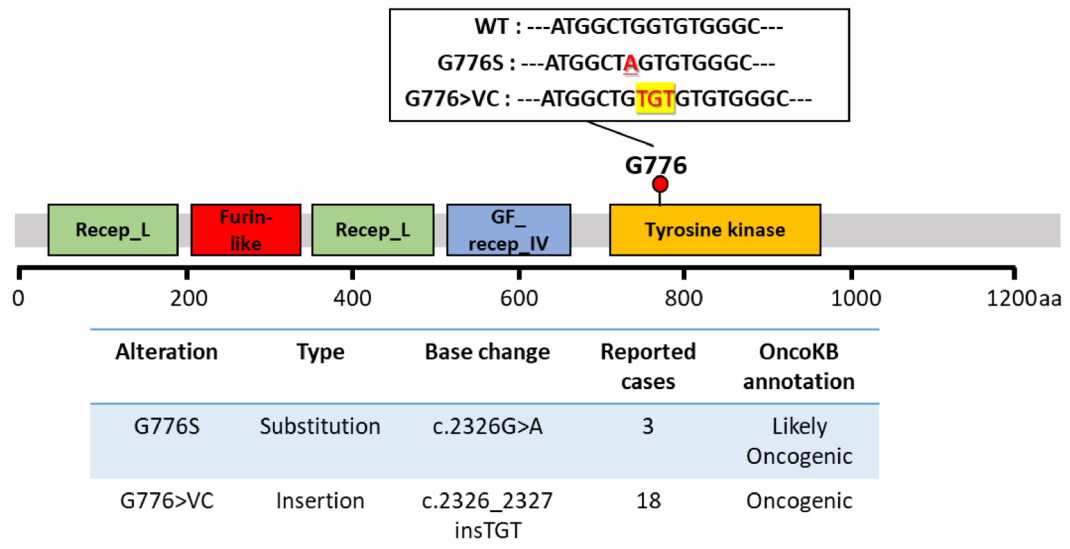 WT : ---ATGGCTGGTGTGGGC---
G776S : ---ATGGCTAGTGTGGGC---
G776>VC : ---ATGGCTGTGTGTGTGGGC---
G776
Recep_L
Furin-
like
Recep_L
GF_
recep_IV
Tyrosine kinase
0 200 400 600 800 1000 1200aa
Alteration Type Base change Reported cases OncoKB annotation
G776S Substitution c.2326G>A 3 Likely Oncogenic
G776>VC Insertion c.2326_2327 insTGT 18 Oncogenic